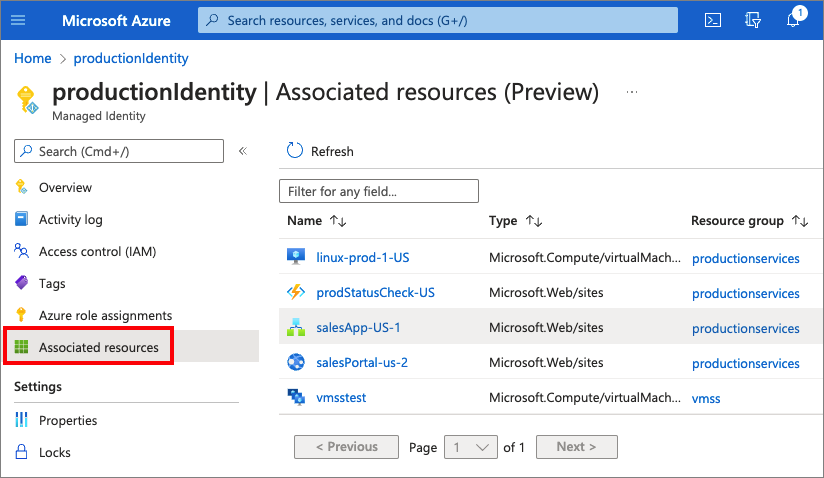 Microsoft Azure
Search resources, services, and docs (G+/)
1
Home > productionIdentity
productionIdentity | Associated resources (Preview) ...
Managed Identity
Search (Cmd+/)
«
Refresh
Filter for any field...
Overview
Activity log
Access control (IAM)
Tags
Azure role assignments
Associated resources
Settings
Properties
Locks
Name ↑↓ Type ↑↓ Resource group ↑↓
linux-prod-1-US Microsoft.Compute/virtualMach... productionservices
prodStatusCheck-US Microsoft.Web/sites productionservices
salesApp-US-1 Microsoft.Web/sites productionservices
salesPortal-us-2 Microsoft.Web/sites productionservices
vmsstest Microsoft.Compute/virtualMach... vmss
< Previous Page 1 of 1 Next >